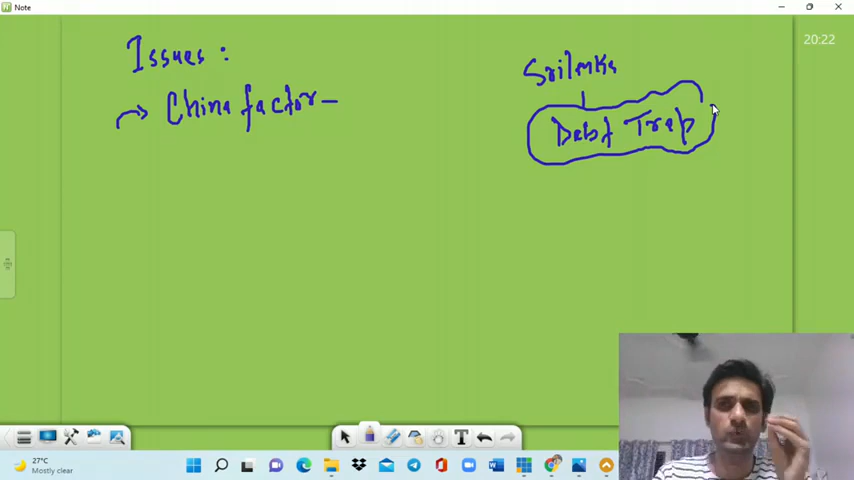 Note
20:22
Issues :
Srilanka
China factor -
Debt Trap
27°C
Mostly clear